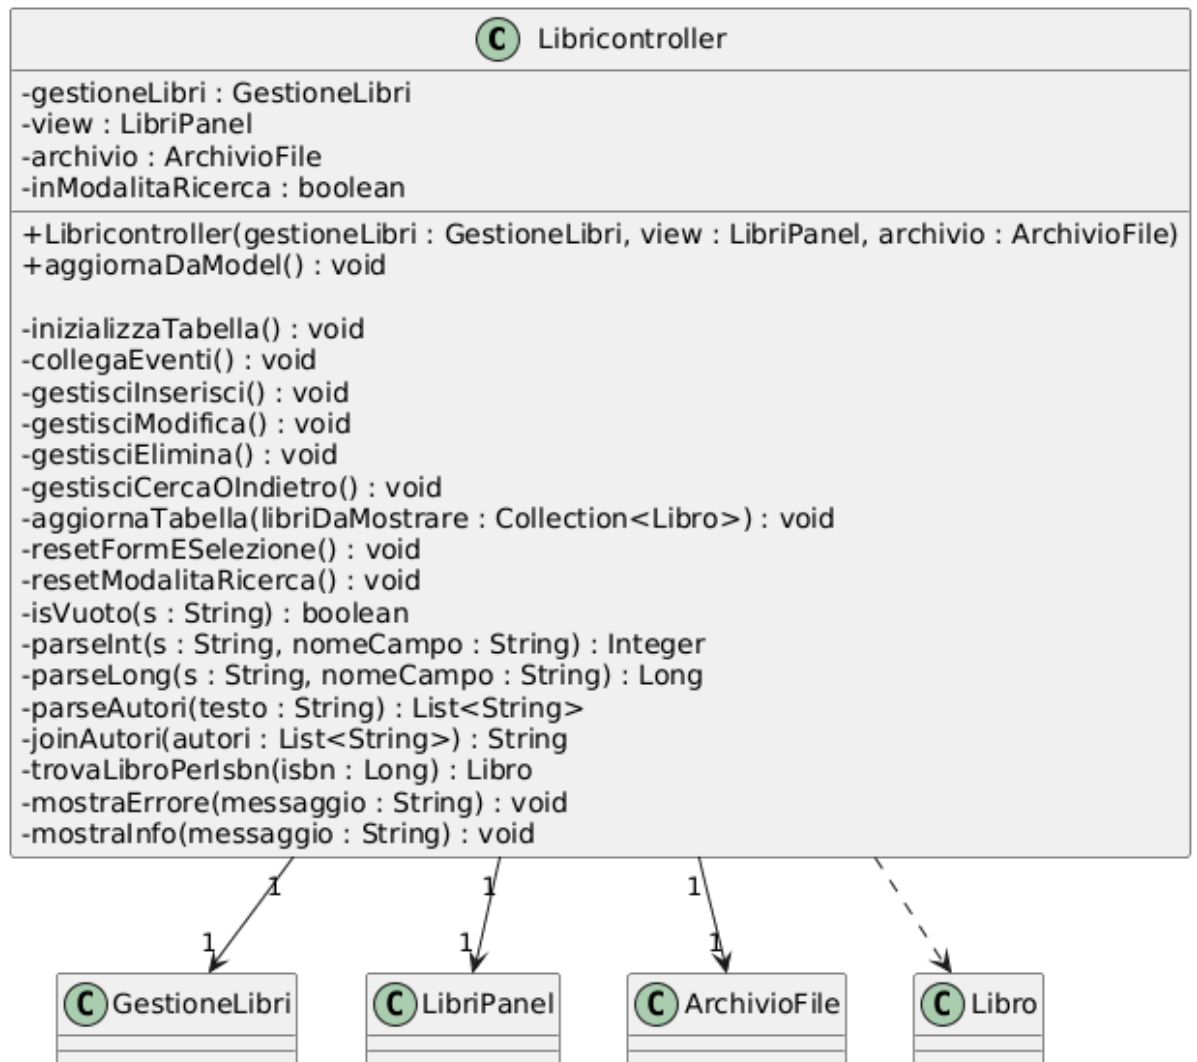 C Libricontroller
-gestioneLibri : GestioneLibri
-view : LibriPanel
-archivio : ArchivioFile
-inModalitaRicerca : boolean
+Libricontroller(gestioneLibri : GestioneLibri, view : LibriPanel, archivio : ArchivioFile)
+aggiornaDaModel() : void
-inizializzaTabella() : void
-collegaEventi() : void
-gestisciInserisci() : void
-gestisciModifica() : void
-gestisciElimina() : void
-gestisciCercaOIndietro() : void
-aggiornaTabella(libriDaMostrare : Collection<Libro>) : void
-resetFormESelezione() : void
-resetModalitaRicerca() : void
-isVuoto(s : String) : boolean
-parseInt(s : String, nomeCampo : String) : Integer
-parseLong(s : String, nomeCampo : String) : Long
-parseAutori(testo : String) : List<String>
-joinAutori(autori : List<String>) : String
-trovaLibroPerIsbn(isbn : Long) : Libro
-mostraErrore(messaggio : String) : void
-mostraInfo(messaggio : String) : void
1 1 1
1 1 1
C GestioneLibri
C LibriPanel
C ArchivioFile
C Libro